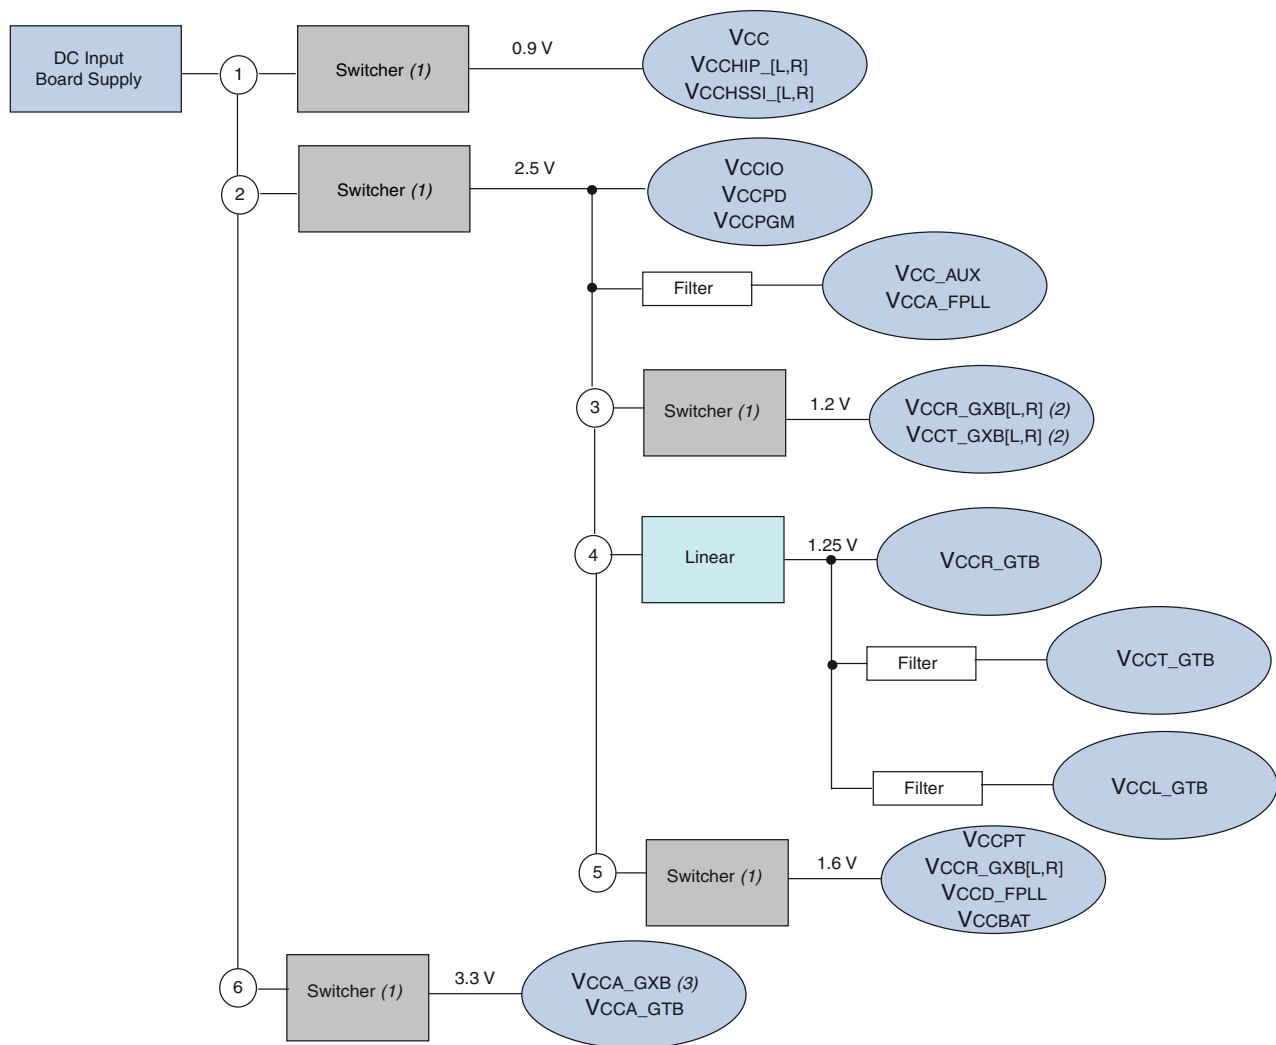 DC Input
Board Supply
1
Switcher (1)
0.9 V
VCC
VCCHIP_[L,R]
VCCHSSI_[L,R]
2
Switcher (1)
2.5 V
VCCIO
VCCPD
VCCPGM
Filter
VCC_AUX
VCCA_FPLL
3
Switcher (1)
1.2 V
VCCR_GXB[L,R] (2)
VCCT_GXB[L,R] (2)
4
Linear
1.25 V
VCCR_GTB
Filter
VCCT_GTB
Filter
VCCL_GTB
5
Switcher (1)
1.6 V
VCCPT
VCCR_GXB[L,R]
VCCD_FPLL
VCCBAT
6
Switcher (1)
3.3 V
VCCA_GXB (3)
VCCA_GTB